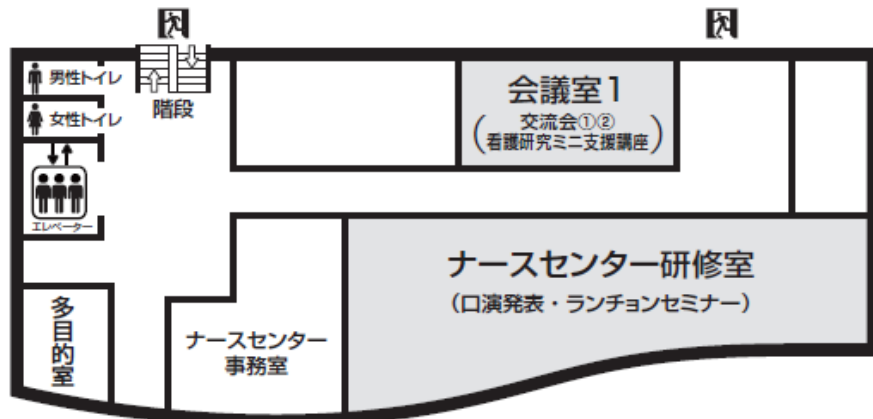 男性トイレ
女性トイレ
階段
エレベーター
会議室1
(交流会①②
看護研究ミニ支援講座)
ナースセンター研修室
(口演発表・ランチョンセミナー)
ナースセンター
事務室
多目的室